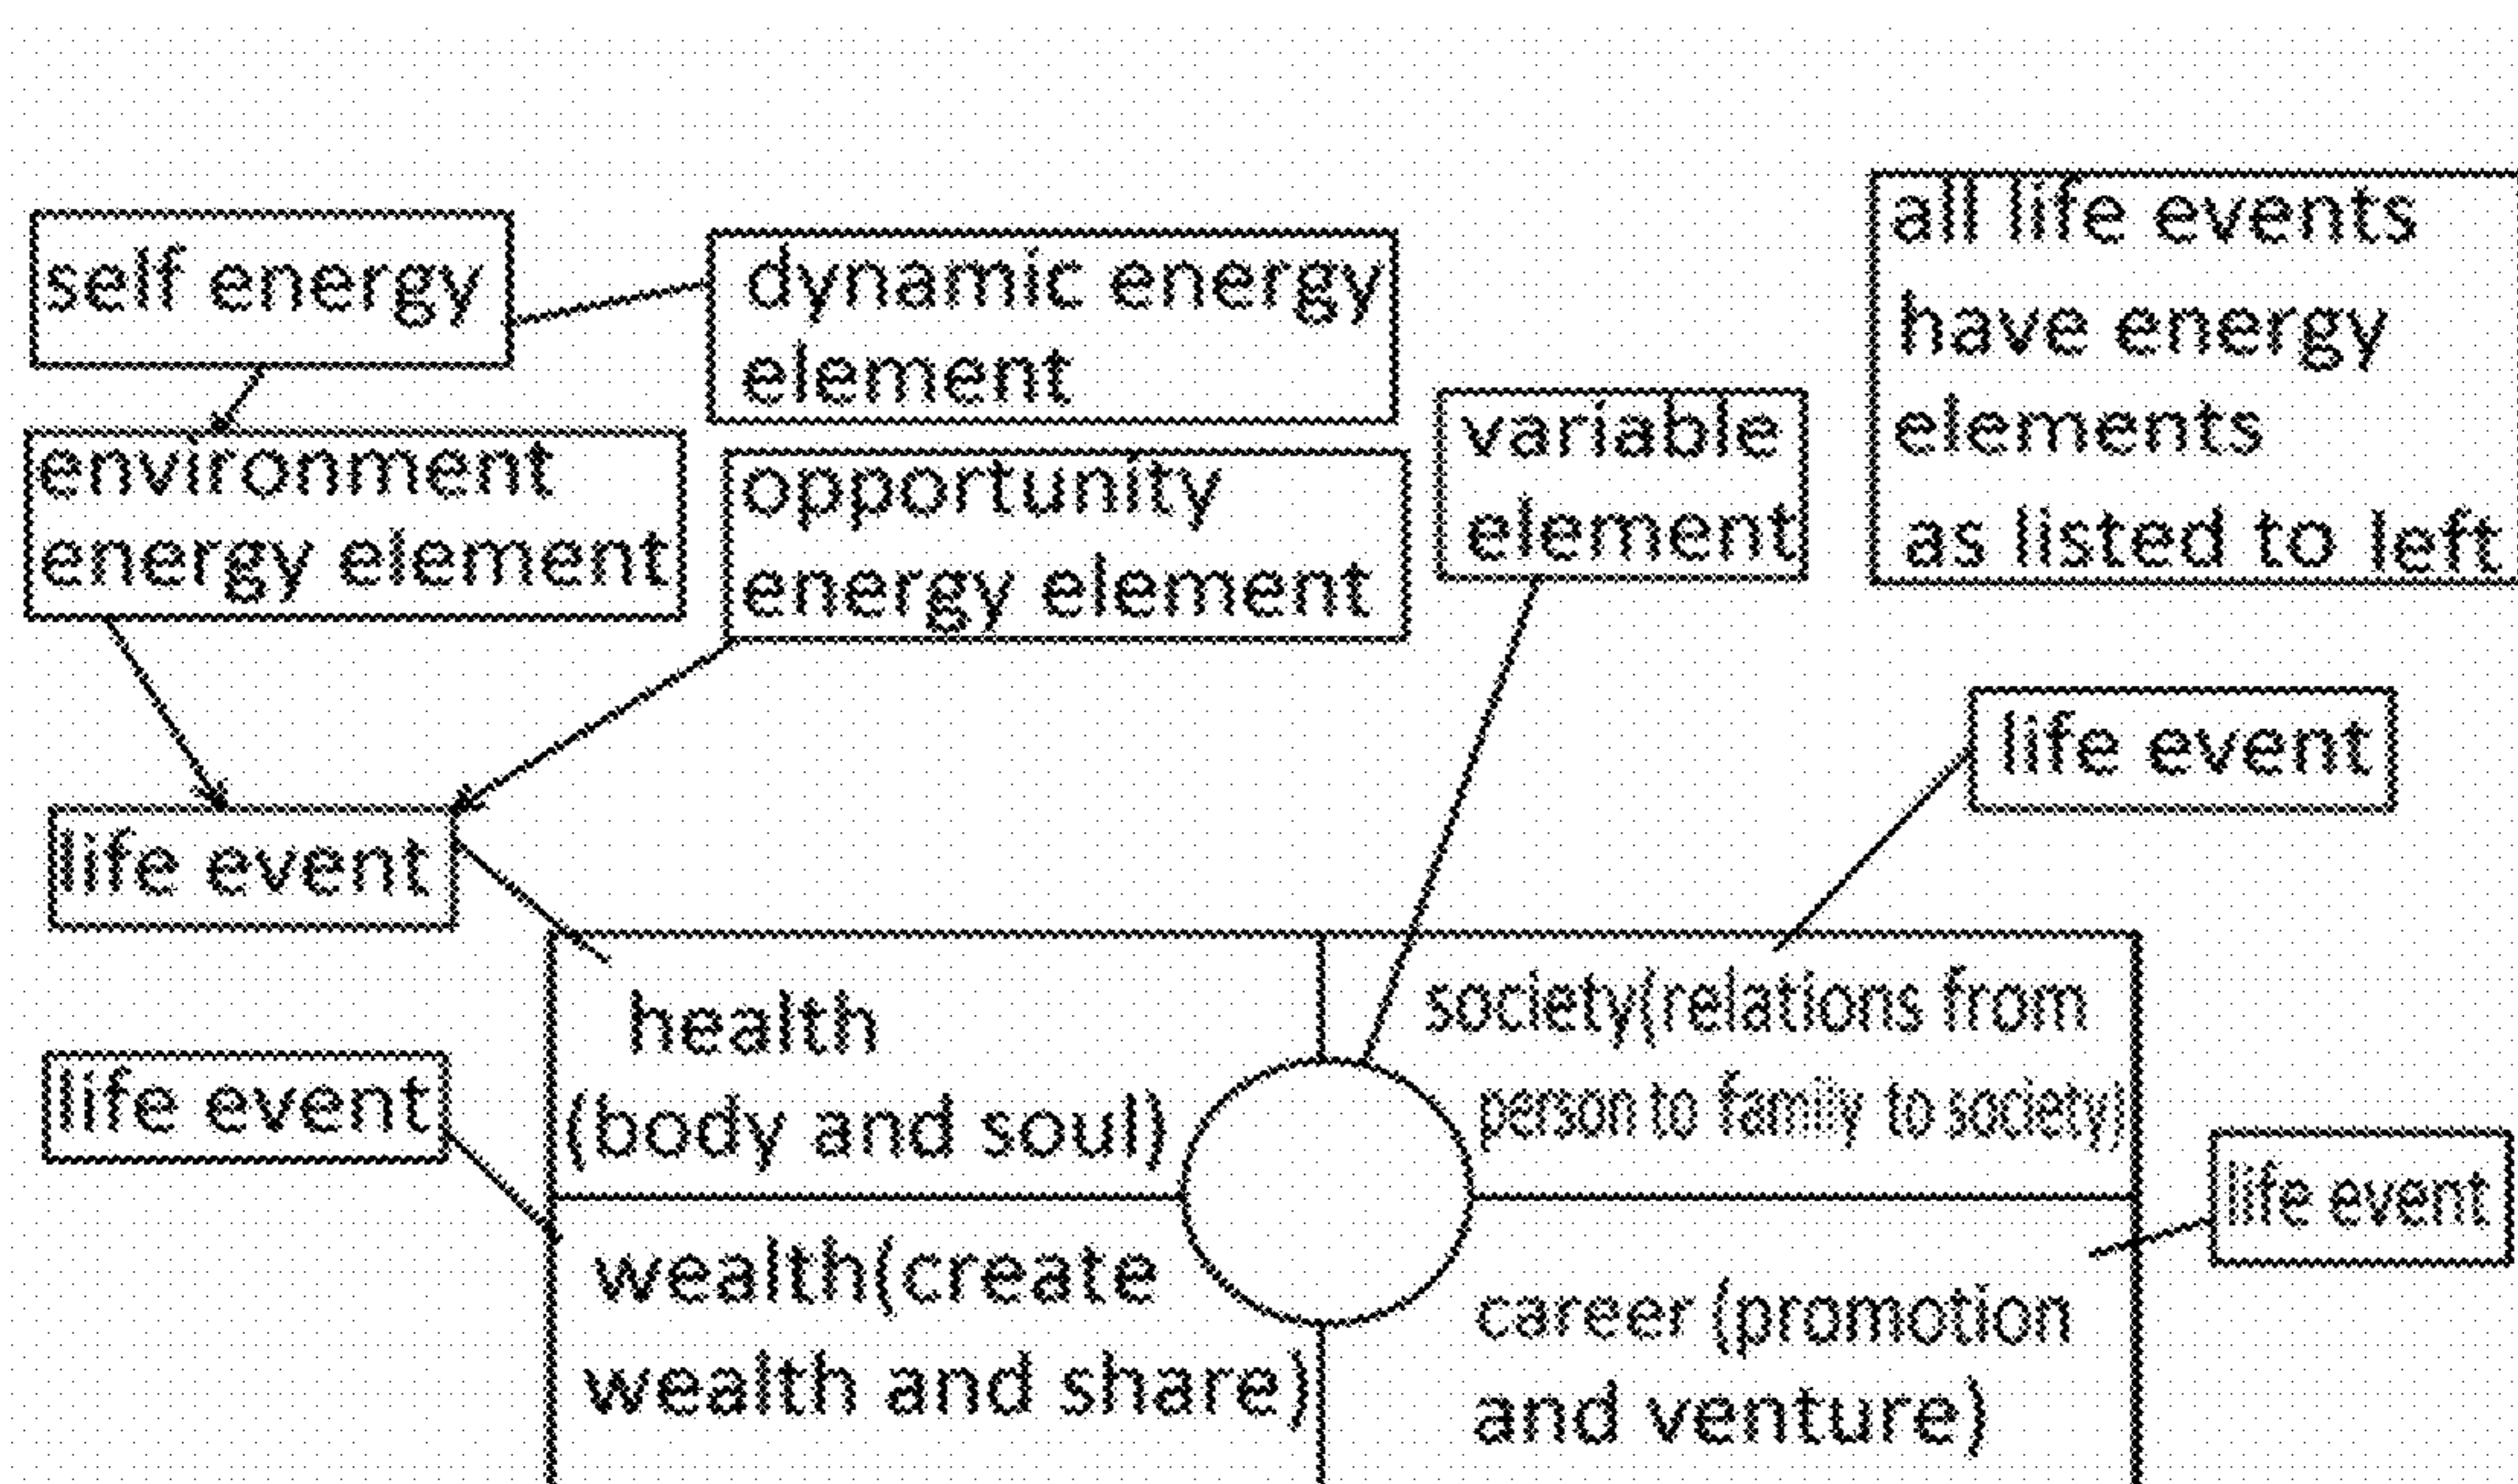 self energy
dynamic energy
element
all life events
have energy
elements
as listed to left
environment
energy element
opportunity
energy element
variable
element
life event
life event
life event
health
(body and soul)
society(relations from
person to family to society)
life event
wealth(create
wealth and share)
career (promotion
and venture)